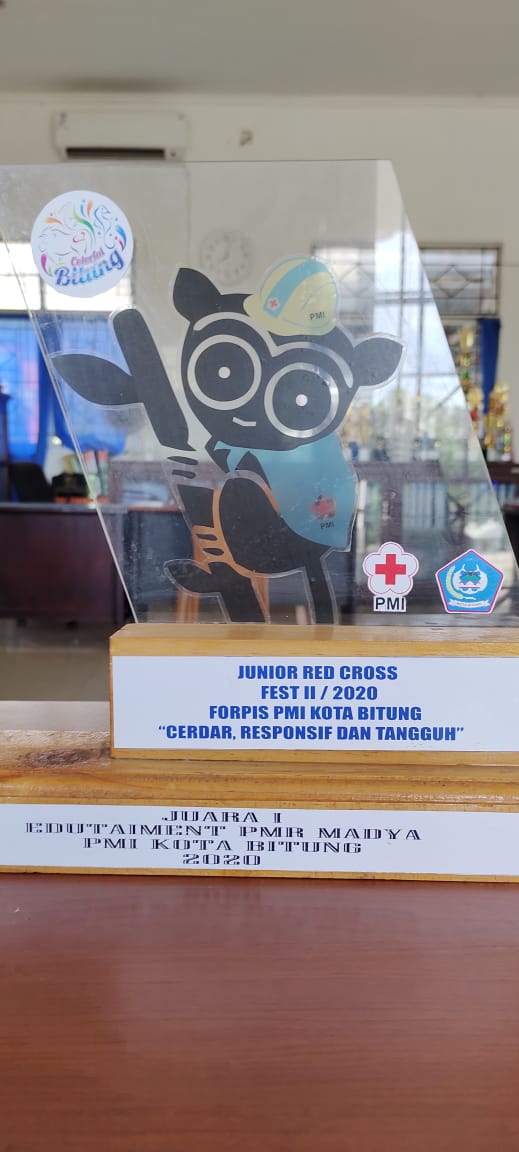 Colorful
Bitung
PMI
PMI
PMI
JUNIOR RED CROSS
FEST II / 2020
FORPIS PMI KOTA BITUNG
“CERDAR, RESPONSIF DAN TANGGUH”
JUARA I
EDUTAIMENT PMR MADYA
PMI KOTA BITUNG
2020